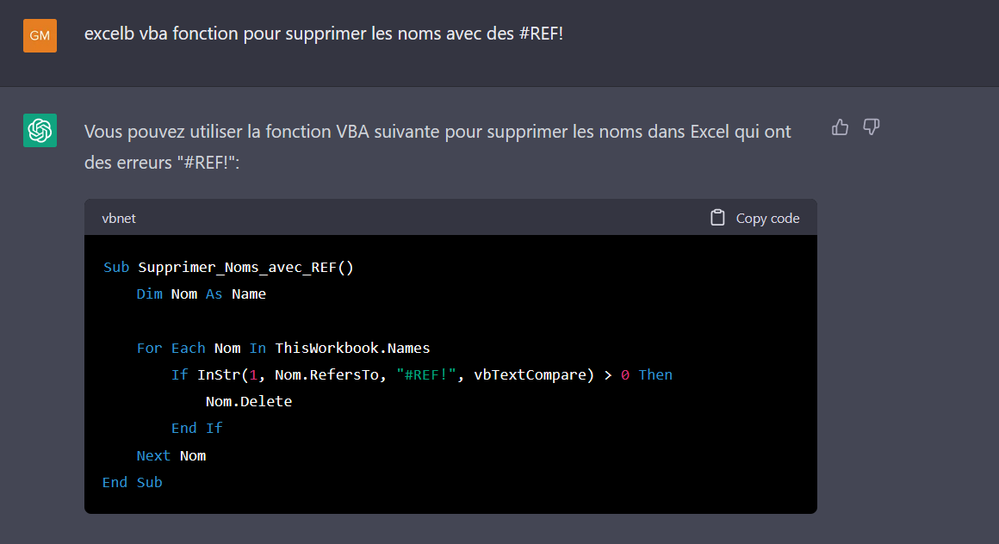 GM
excelb vba fonction pour supprimer les noms avec des #REF!
Vous pouvez utiliser la fonction VBA suivante pour supprimer les noms dans Excel qui ont
des erreurs "#REF!":
vbnet
Copy code
Sub Supprimer_Noms_avec_REF()
    Dim Nom As Name
    For Each Nom In ThisWorkbook.Names
        If InStr(1, Nom.RefersTo, "#REF!", vbTextCompare) > 0 Then
            Nom.Delete
        End If
    Next Nom
End Sub